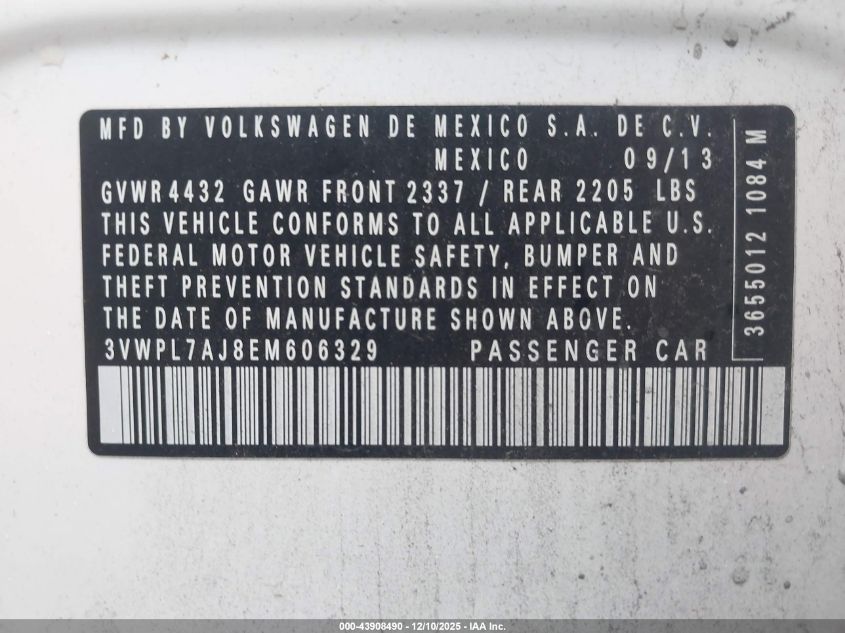 MFD BY VOLKSWAGEN DE MEXICO S.A. DE C.V.
MEXICO 09/13
GVWR 4432 GAWR FRONT 2337 / REAR 2205 LBS
THIS VEHICLE CONFORMS TO ALL APPLICABLE U.S.
FEDERAL MOTOR VEHICLE SAFETY, BUMPER AND
THEFT PREVENTION STANDARDS IN EFFECT ON
THE DATE OF MANUFACTURE SHOWN ABOVE.
3VWPL7AJ8EM606329 PASSENGER CAR
3655012 1084 M
000-43908490 - 12/10/2025 - IAA Inc.